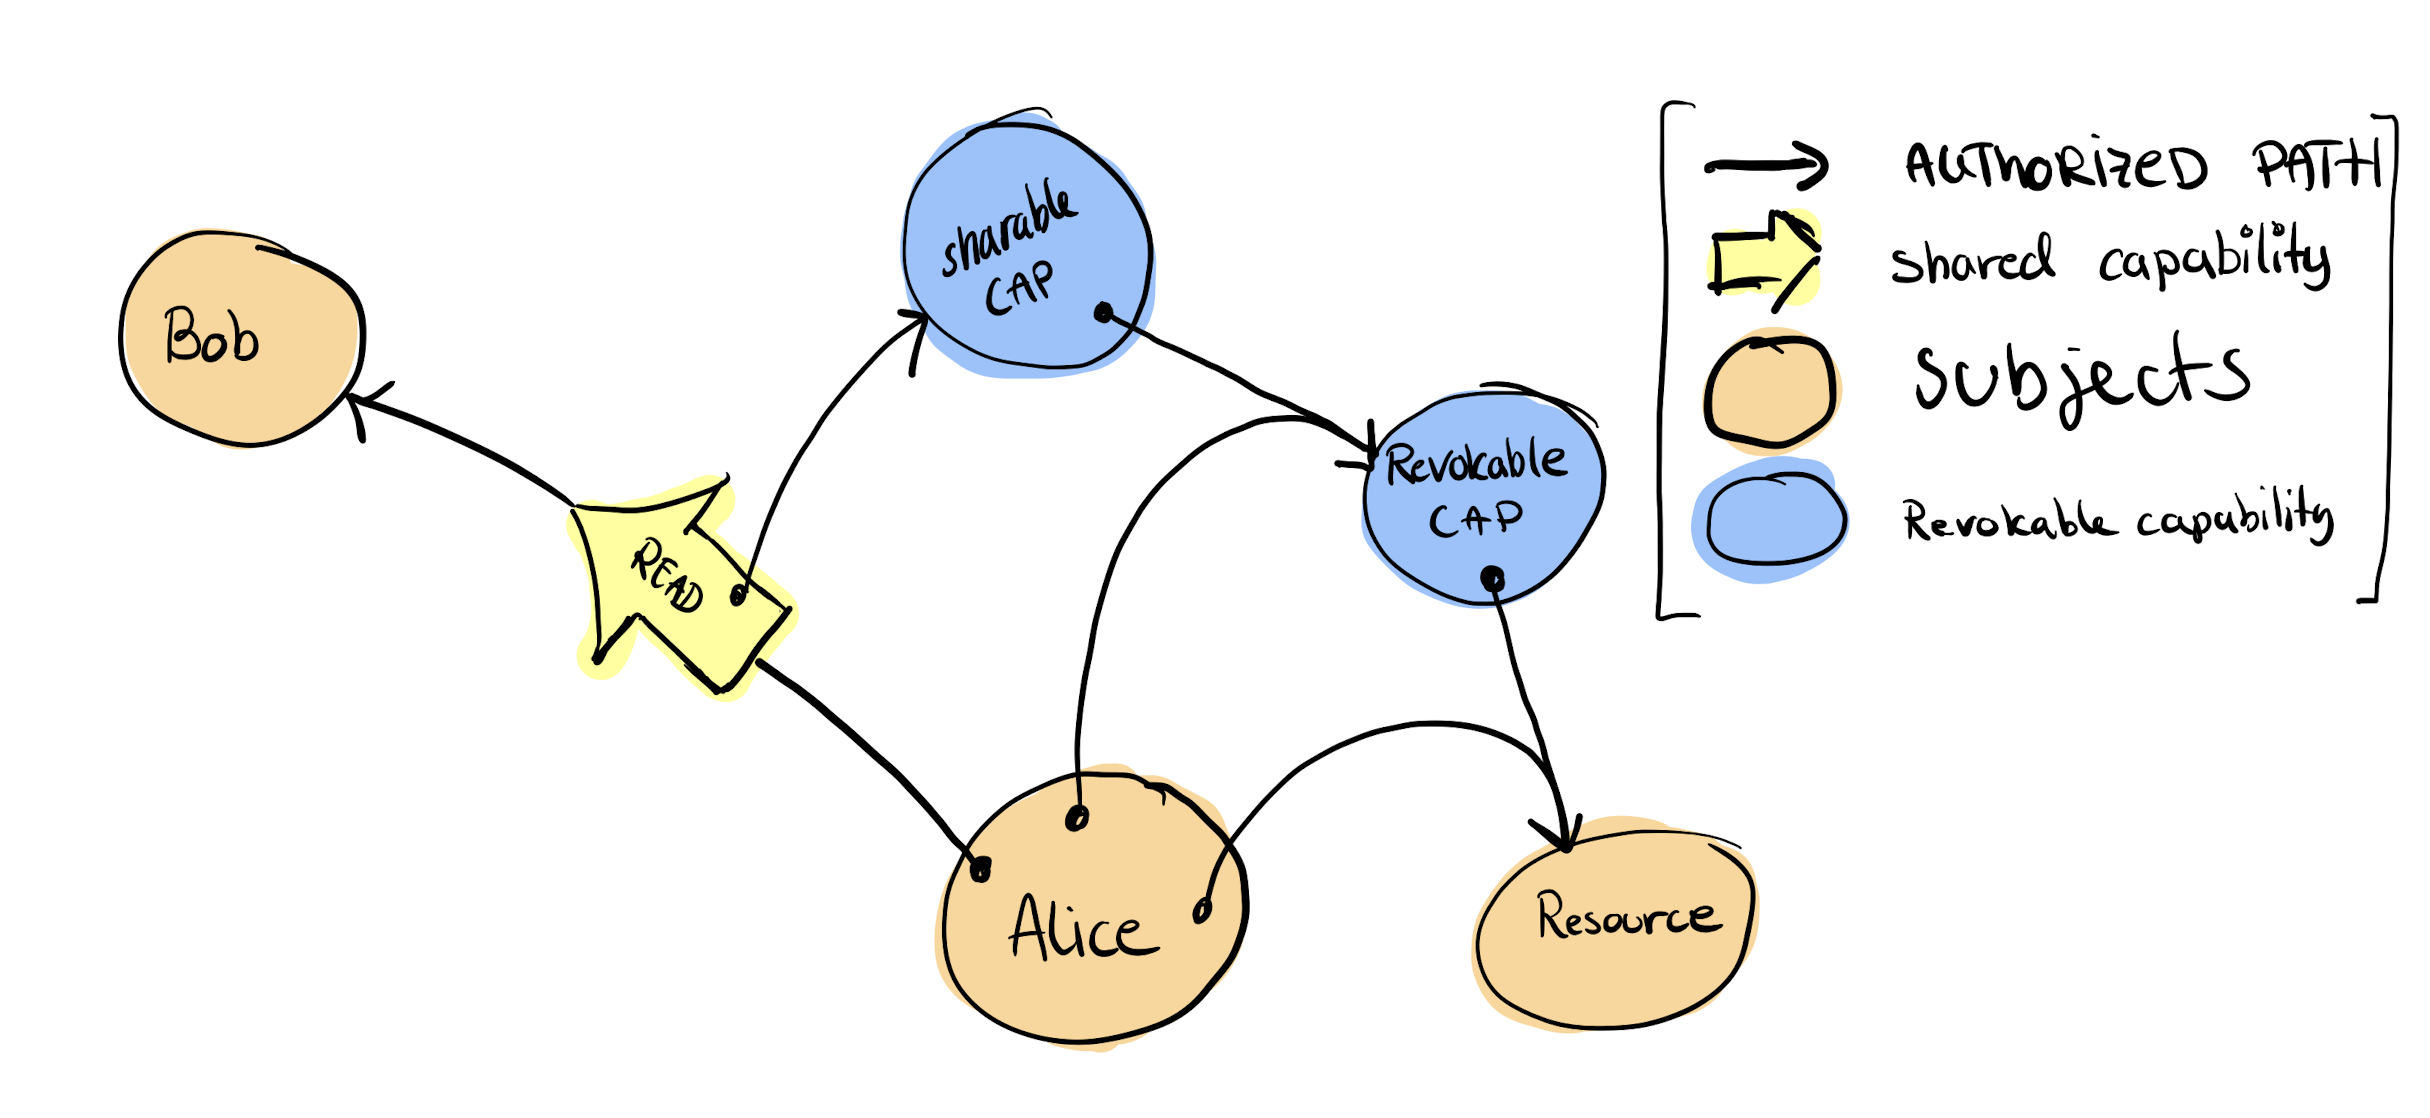 Bob
sharable
CAP
READ
Revokable
CAP
Alice
Resource
AUTHORIZED PATH
shared capability
subjects
Revokable capability